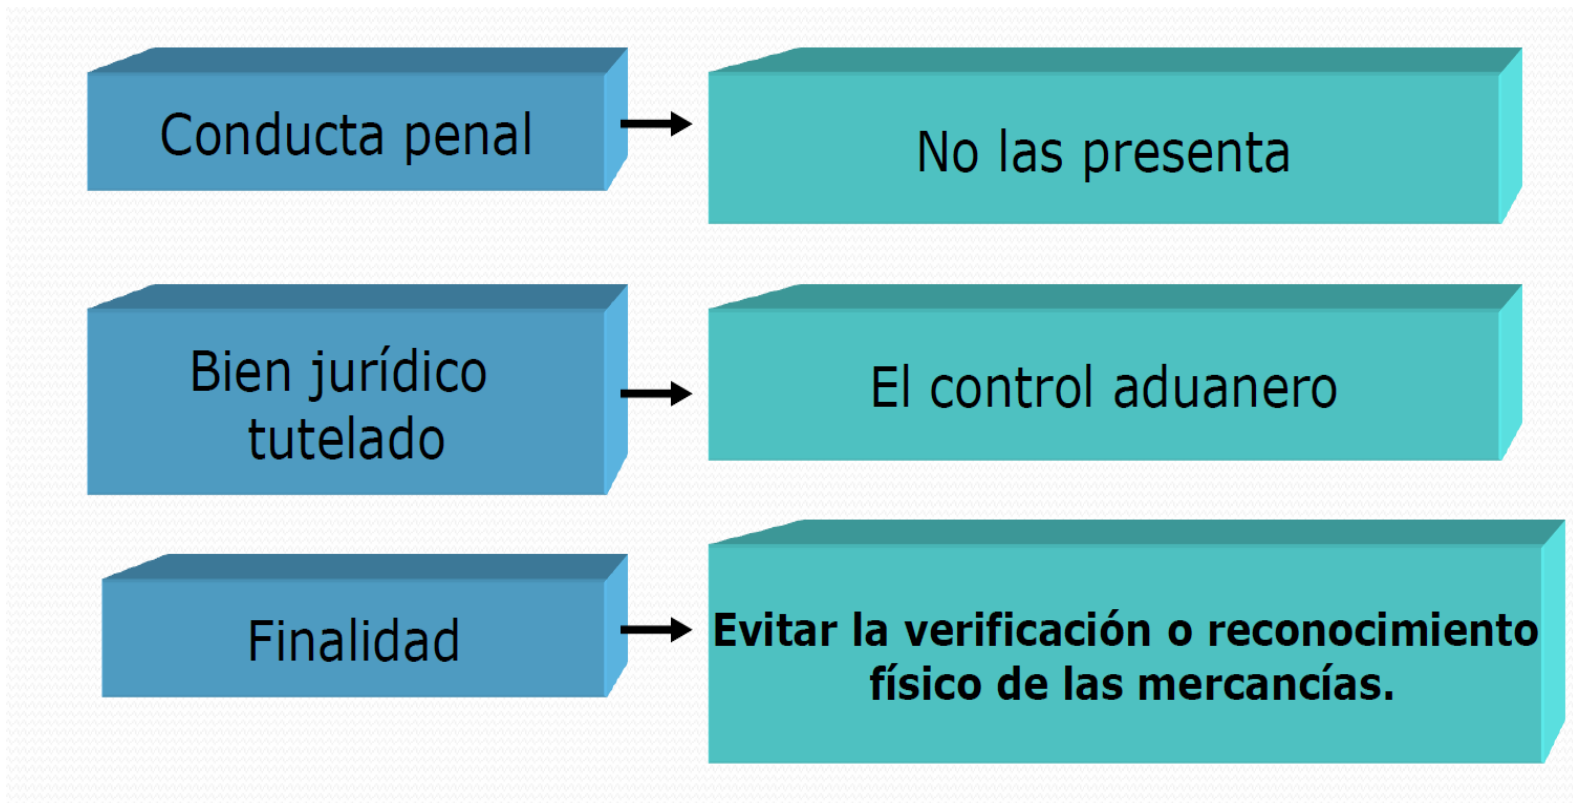 Conducta penal
No las presenta
Bien jurídico
tutelado
El control aduanero
Finalidad
Evitar la verificación o reconocimiento
físico de las mercancías.